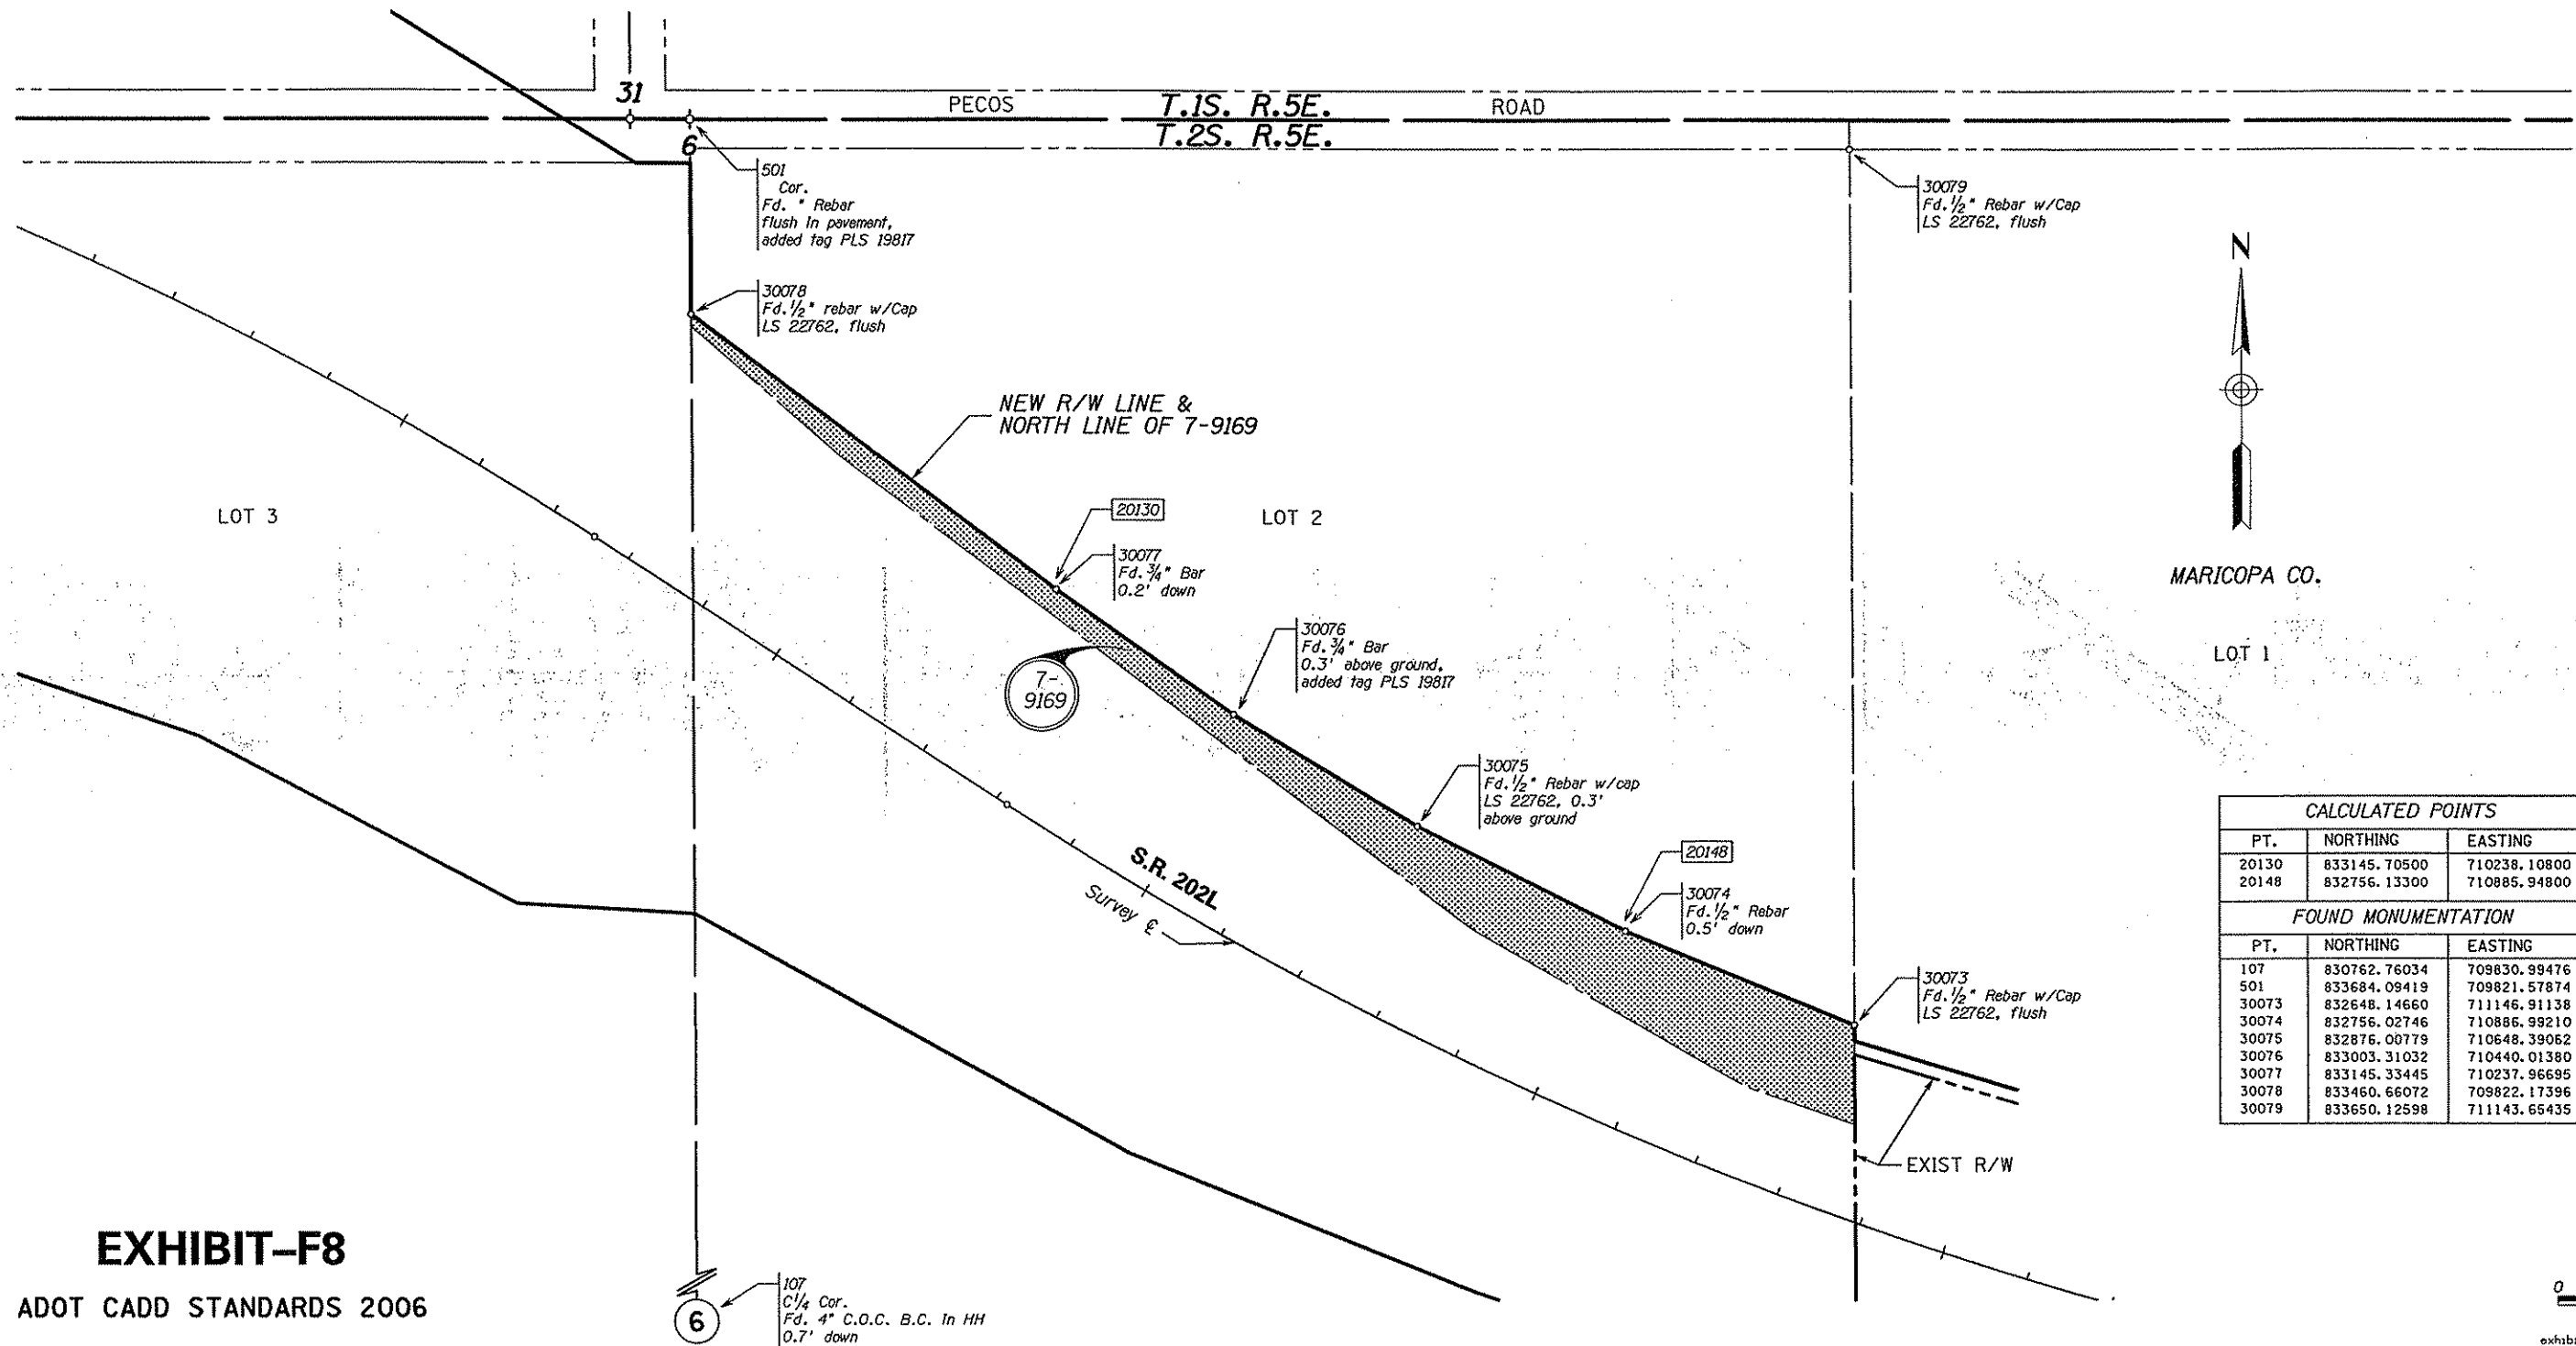 31
PECOS
T.1S. R.5E.
ROAD
T.2S. R.5E.
6
501
Cor.
Fd. " Rebar
flush in pavement,
added tag PLS 19817
30079
Fd. 1/2" Rebar w/Cap
LS 22762, flush
N
30078
Fd. 1/2" rebar w/Cap
LS 22762, flush
NEW R/W LINE &
NORTH LINE OF 7-9169
LOT 3
20130
LOT 2
30077
Fd. 3/4" Bar
0.2' down
MARICOPA CO.
30076
Fd. 3/4" Bar
0.3' above ground,
added tag PLS 19817
LOT 1
7-
9169
30075
Fd. 1/2" Rebar w/cap
LS 22762, 0.3'
above ground
20148
30074
Fd. 1/2" Rebar
0.5' down
S.R. 202L
Survey ℄
30073
Fd. 1/2" Rebar w/Cap
LS 22762, flush
CALCULATED POINTS
PT. NORTHING EASTING
20130 833145.70500 710238.10800
20148 832756.13300 710885.94800
FOUND MONUMENTATION
PT. NORTHING EASTING
107 830762.76034 709830.99476
501 833684.09419 709821.57874
30073 832648.14660 711146.91138
30074 832756.02746 710886.99210
30075 832876.00779 710648.39062
30076 833003.31032 710440.01380
30077 833145.33445 710237.96695
30078 833460.66072 709822.17396
30079 833650.12598 711143.65435
EXIST R/W
EXHIBIT–F8
ADOT CADD STANDARDS 2006
6
107
C1/4 Cor.
Fd. 4" C.O.C. B.C. in HH
0.7' down
0